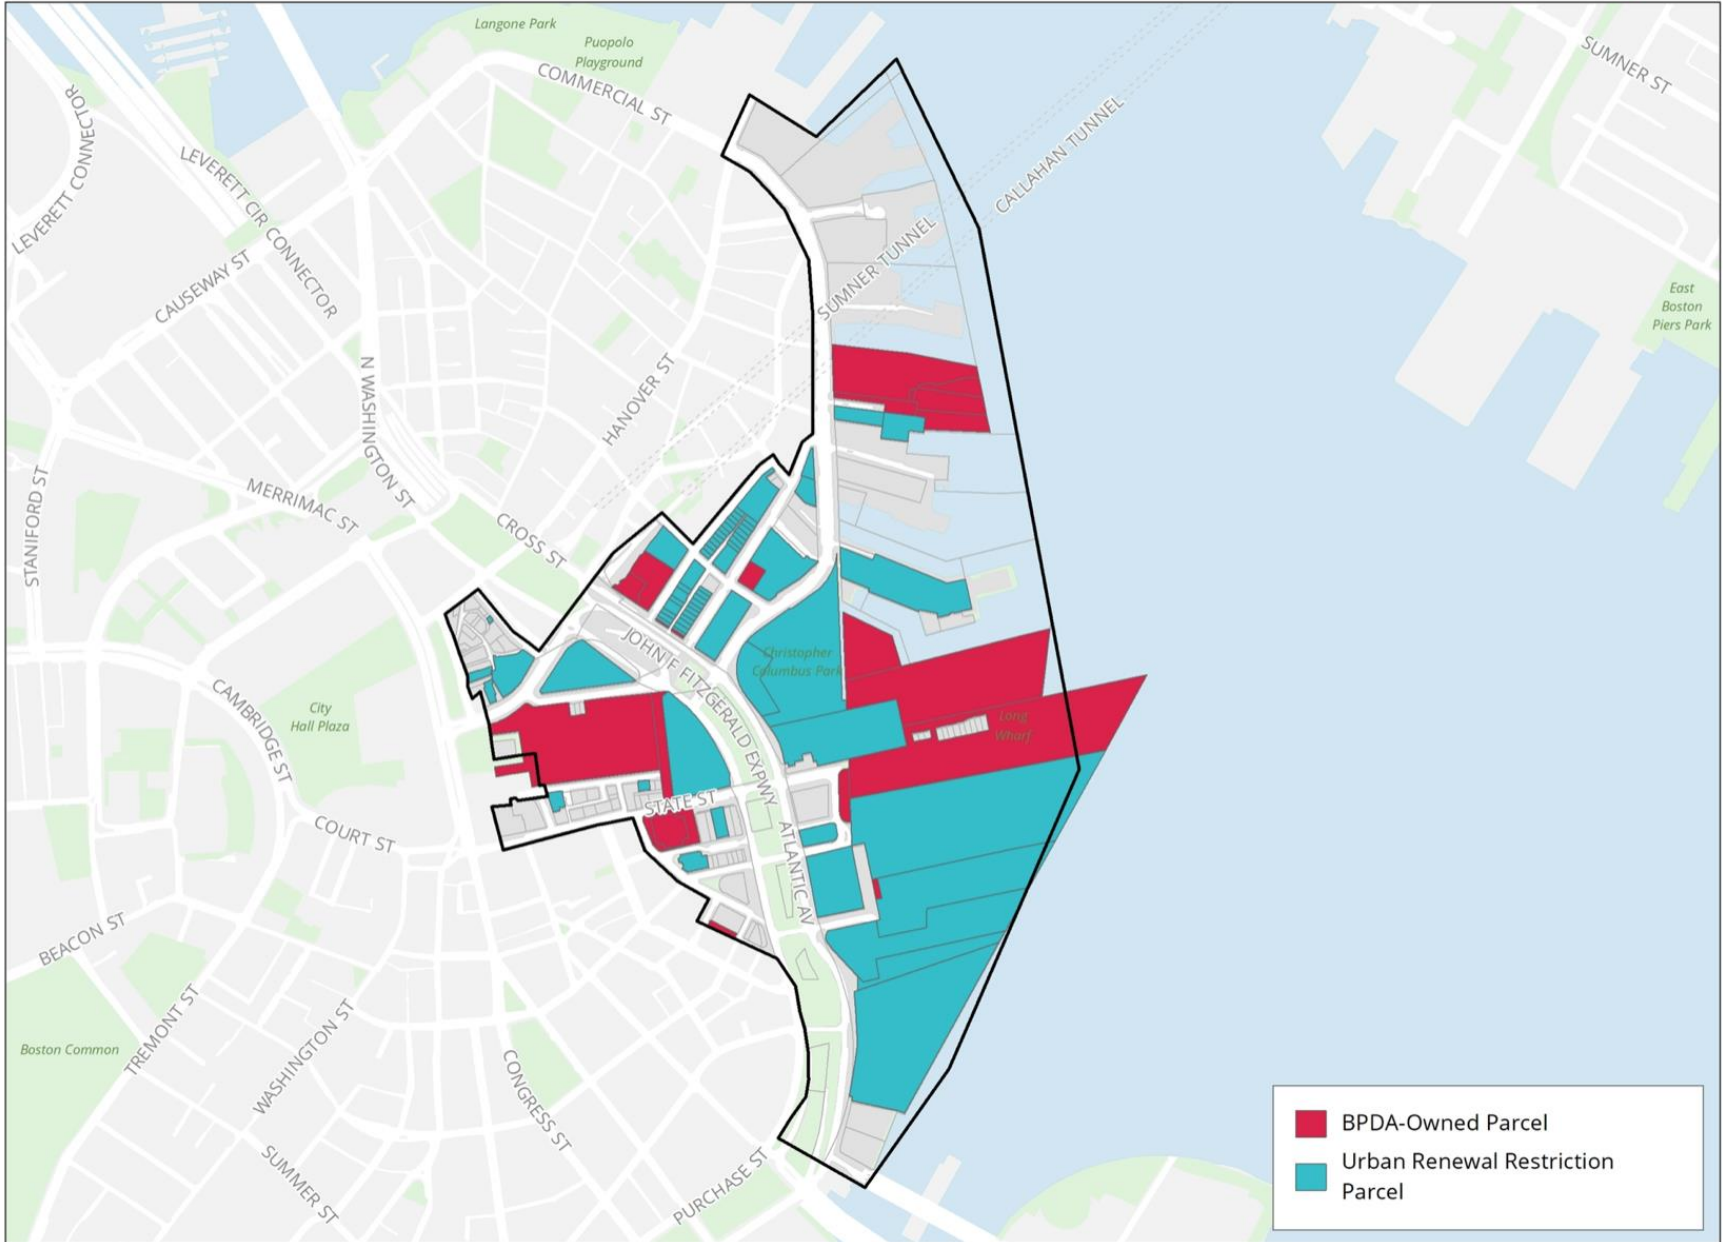 Langone Park
Puopolo
Playground
COMMERCIAL ST
SUMNER ST
LEVERETT CONNECTOR
LEVERETT CIR CONNECTOR
CALLAHAN TUNNEL
SUMNER TUNNEL
CAUSEWAY ST
East
Boston
Piers Park
N WASHINGTON ST
HANOVER ST
STANIFORD ST
MERRIMAC ST
CROSS ST
JOHN F FITZGERALD EXPWY
Christopher
Columbus Park
CAMBRIDGE ST
City
Hall Plaza
Long
Wharf
STATE ST
COURT ST
ATLANTIC AV
BEACON ST
TREMONT ST
WASHINGTON ST
Boston Common
CONGRESS ST
SUMMER ST
PURCHASE ST
BPDA-Owned Parcel
Urban Renewal Restriction
Parcel